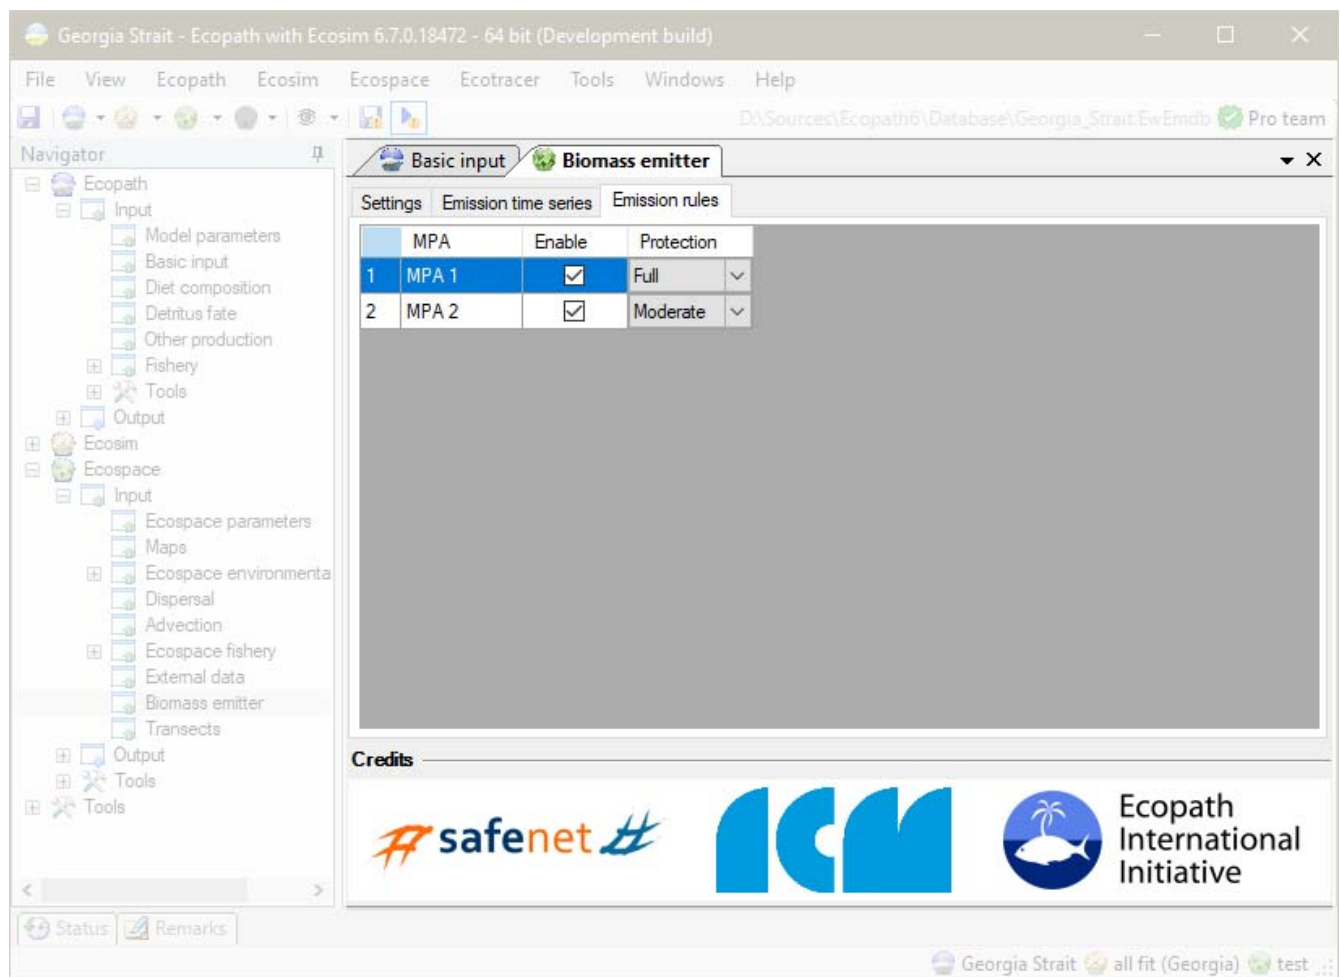 Georgia Strait - Ecopath with Ecosim 6.7.0.18472 - 64 bit (Development build)
File View Ecopath Ecosim Ecospace Ecotracer Tools Windows Help
D:\Sources\Ecopath6\Database\Georgia_Strait.EwEmdb Pro team
Navigator
Ecopath
Input
Model parameters
Basic input
Diet composition
Detritus fate
Other production
Fishery
Tools
Output
Ecosim
Ecospace
Input
Ecospace parameters
Maps
Ecospace environmenta
Dispersal
Advection
Ecospace fishery
External data
Biomass emitter
Transects
Output
Tools
Tools
Basic input Biomass emitter
Settings Emission time series Emission rules
MPA Enable Protection
1 MPA 1 Full
2 MPA 2 Moderate
Credits
safenet
ICM
Ecopath
International
Initiative
Status Remarks
Georgia Strait all fit (Georgia) test